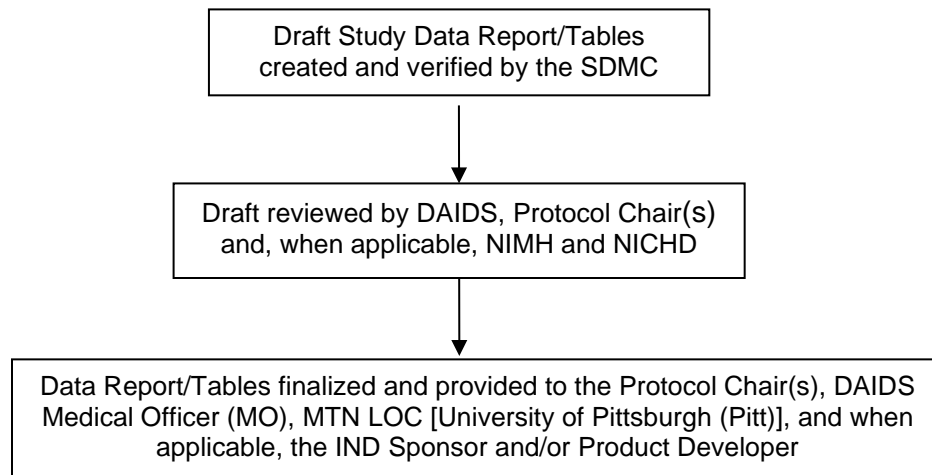 Draft Study Data Report/Tables
created and verified by the SDMC
Draft reviewed by DAIDS, Protocol Chair(s)
and, when applicable, NIMH and NICHD
Data Report/Tables finalized and provided to the Protocol Chair(s), DAIDS
Medical Officer (MO), MTN LOC [University of Pittsburgh (Pitt)], and when
applicable, the IND Sponsor and/or Product Developer